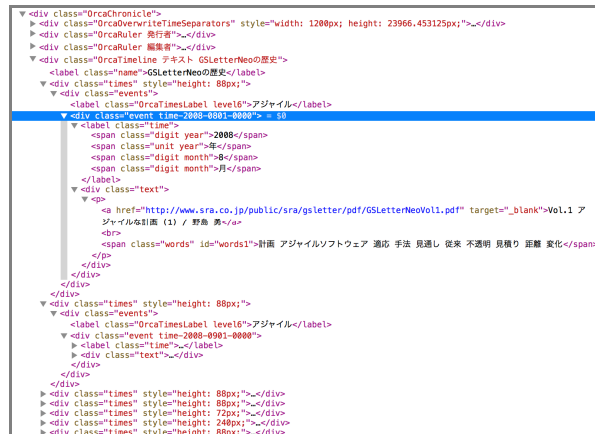 ▼<div class="OrcaChronicle">
▶<div class="OrcaOverwriteTimeSeparators" style="width: 1200px; height: 23966.453125px;">…</div>
▶<div class="OrcaRuler 発行者">…</div>
▶<div class="OrcaRuler 編集者">…</div>
▼<div class="OrcaTimeline テキスト GSLetterNeoの歴史">
<label class="name">GSLetterNeoの歴史</label>
▼<div class="times" style="height: 88px;">
▼<div class="events">
<label class="OrcaTimesLabel level6">アジャイル</label>
▼<div class="event time-2008-0801-0000"> = $0
▼<label class="time">
<span class="digit year">2008</span>
<span class="unit year">年</span>
<span class="digit month">8</span>
<span class="digit month">月</span>
</label>
▼<div class="text">
▼<p>
<a href="http://www.sra.co.jp/public/sra/gsletter/pdf/GSLetterNeoVol1.pdf" target="_blank">Vol.1 ア
ジャイルな計画 (1) / 野島 勇</a>
<br>
<span class="words" id="words1">計画 アジャイルソフトウェア 適応 手法 見通し 従来 不透明 見積り 距離 変化</span>
</p>
</div>
</div>
</div>
</div>
▼<div class="times" style="height: 88px;">
▼<div class="events">
<label class="OrcaTimesLabel level6">アジャイル</label>
▼<div class="event time-2008-0901-0000">
▶<label class="time">…</label>
▶<div class="text">…</div>
</div>
</div>
</div>
▶<div class="times" style="height: 88px;">…</div>
▶<div class="times" style="height: 88px;">…</div>
▶<div class="times" style="height: 72px;">…</div>
▶<div class="times" style="height: 240px;">…</div>
▶<div class="times" style="height: 88px;">…</div>